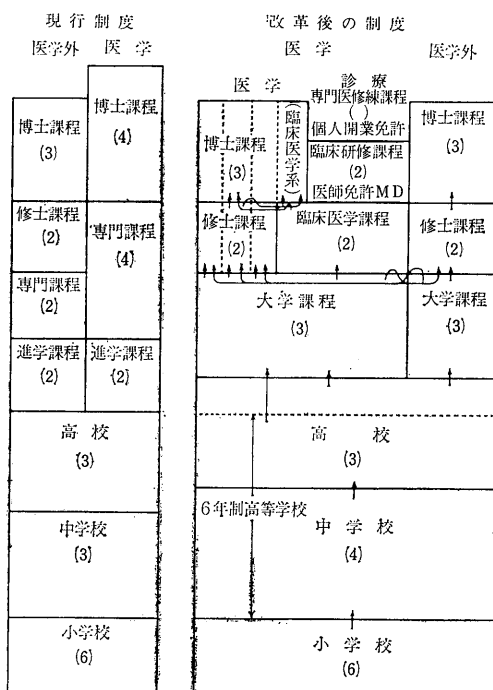 現行制度
医学外
医学
博士課程
(3)
修士課程
(2)
専門課程
(2)
進学課程
(2)
博士課程
(4)
専門課程
(4)
進学課程
(2)
高校
(3)
中学校
(3)
小学校
(6)
改革後の制度
医学
医学外
医学
診療
博士課程
(3)
(臨床医学系)
専門医修練課程
( )
個人開業免許
臨床研修課程
(2)
医師免許MD
博士課程
(3)
修士課程
(2)
臨床医学課程
(2)
修士課程
(2)
大学課程
(3)
大学課程
(3)
高校
(3)
6年制高等学校
中学校
(4)
小学校
(6)